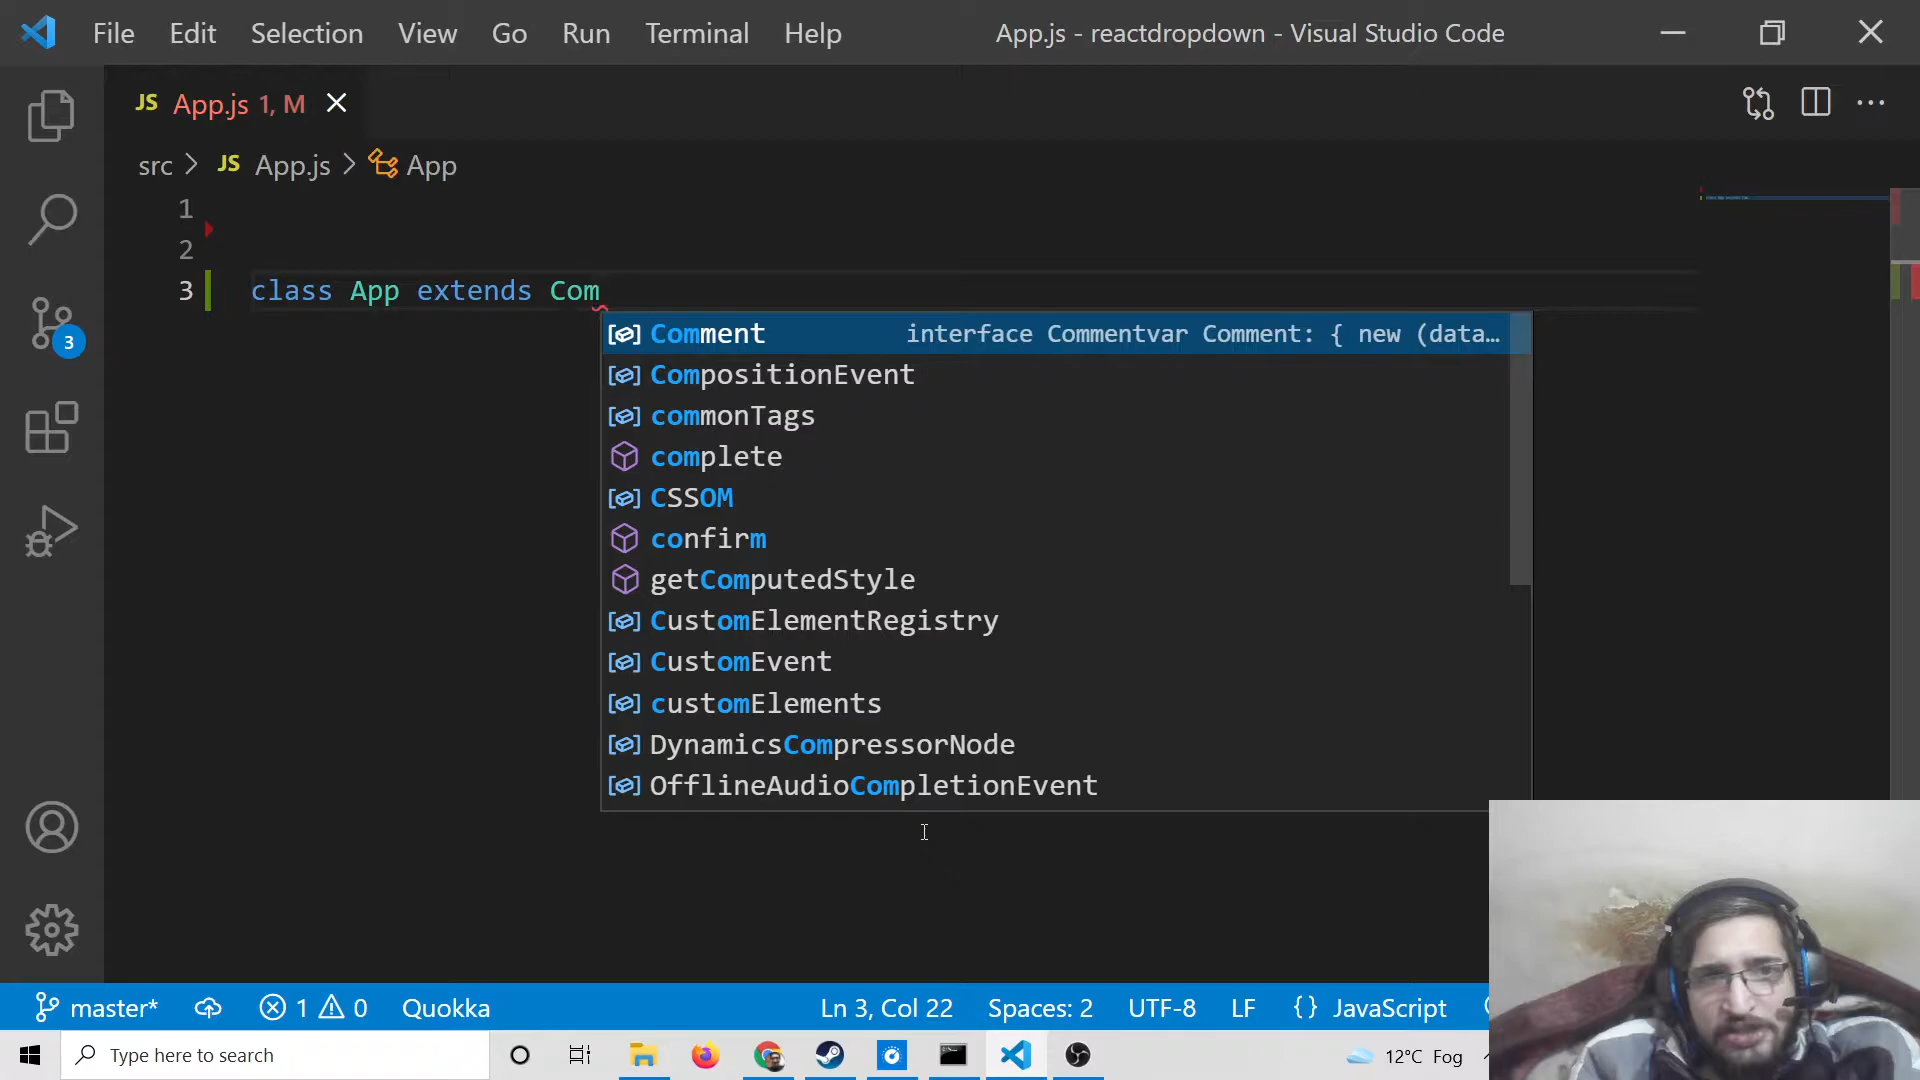 File Edit Selection View Go Run Terminal Help App.js - reactdropdown - Visual Studio Code
JS App.js 1, M
src > JS App.js > App
1
2
3 class App extends Com
Comment interface Commentvar Comment: { new (data…
CompositionEvent
commonTags
complete
CSSOM
confirm
getComputedStyle
CustomElementRegistry
CustomEvent
customElements
DynamicsCompressorNode
OfflineAudioCompletionEvent
3
master* 1 0 Quokka Ln 3, Col 22 Spaces: 2 UTF-8 LF {} JavaScript
Type here to search 12°C Fog